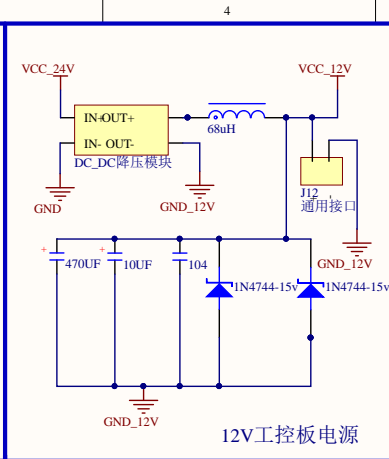 4
VCC_24V
VCC_12V
IN+OUT+
IN- OUT-
DC_DC降压模块
68uH
J12
通用接口
GND
GND_12V
GND_12V
470UF
10UF
104
1N4744-15v
1N4744-15v
GND_12V
12V工控板电源